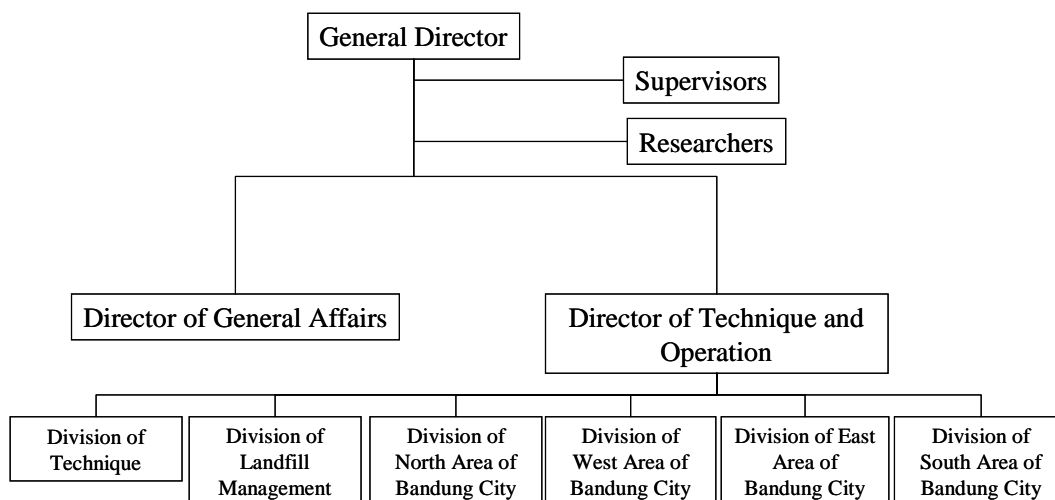 General Director
Supervisors
Researchers
Director of General Affairs
Director of Technique and
Operation
Division of
Technique
Division of
Landfill
Management
Division of
North Area of
Bandung City
Division of
West Area of
Bandung City
Division of East
Area of
Bandung City
Division of
South Area of
Bandung City